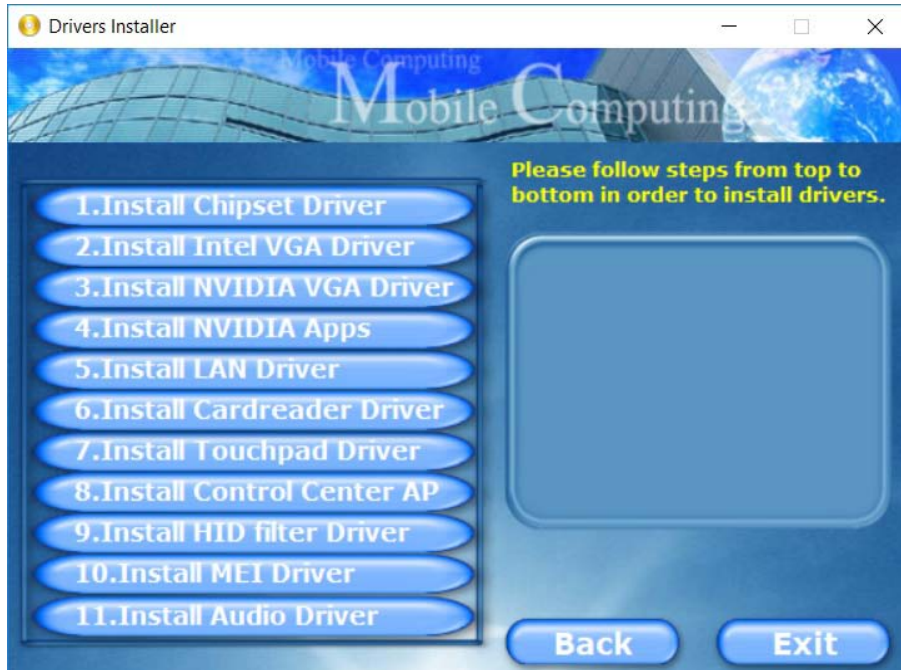 Drivers Installer
Mobile Computing
Mobile Computing
Please follow steps from top to
bottom in order to install drivers.
1.Install Chipset Driver
2.Install Intel VGA Driver
3.Install NVIDIA VGA Driver
4.Install NVIDIA Apps
5.Install LAN Driver
6.Install Cardreader Driver
7.Install Touchpad Driver
8.Install Control Center AP
9.Install HID filter Driver
10.Install MEI Driver
11.Install Audio Driver
Back
Exit